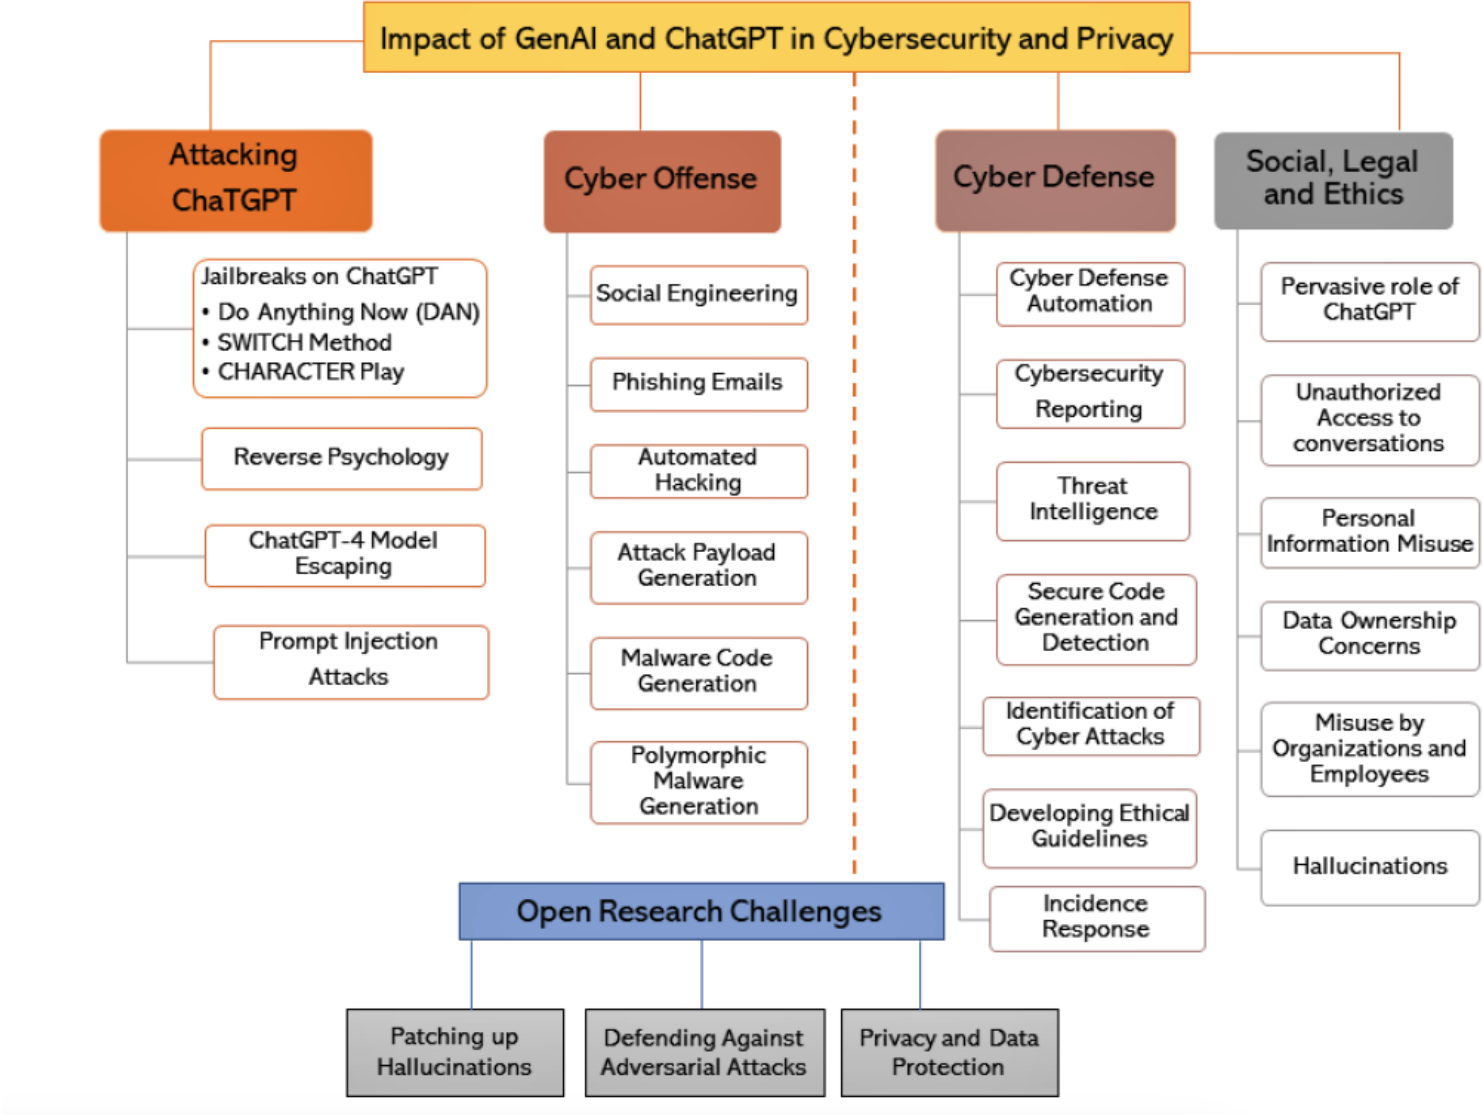 Impact of GenAI and ChatGPT in Cybersecurity and Privacy
Attacking
ChaTGPT
Jailbreaks on ChatGPT
• Do Anything Now (DAN)
• SWITCH Method
• CHARACTER Play
Reverse Psychology
ChatGPT-4 Model
Escaping
Prompt Injection
Attacks
Cyber Offense
Social Engineering
Phishing Emails
Automated
Hacking
Attack Payload
Generation
Malware Code
Generation
Polymorphic
Malware
Generation
Cyber Defense
Cyber Defense
Automation
Cybersecurity
Reporting
Threat
Intelligence
Secure Code
Generation and
Detection
Identification of
Cyber Attacks
Developing Ethical
Guidelines
Incidence
Response
Social, Legal
and Ethics
Pervasive role of
ChatGPT
Unauthorized
Access to
conversations
Personal
Information Misuse
Data Ownership
Concerns
Misuse by
Organizations and
Employees
Hallucinations
Open Research Challenges
Patching up
Hallucinations
Defending Against
Adversarial Attacks
Privacy and Data
Protection